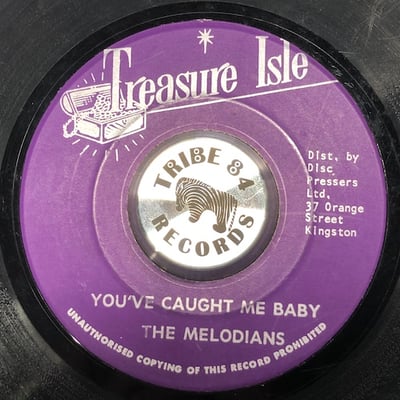 Treasure Isle
TRIBE 84
RECORDS
Dist. by
Disc
Pressers
Ltd.
37 Orange
Street
Kingston
YOU'VE CAUGHT ME BABY
THE MELODIANS
UNAUTHORISED COPYING OF THIS RECORD PROHIBITED